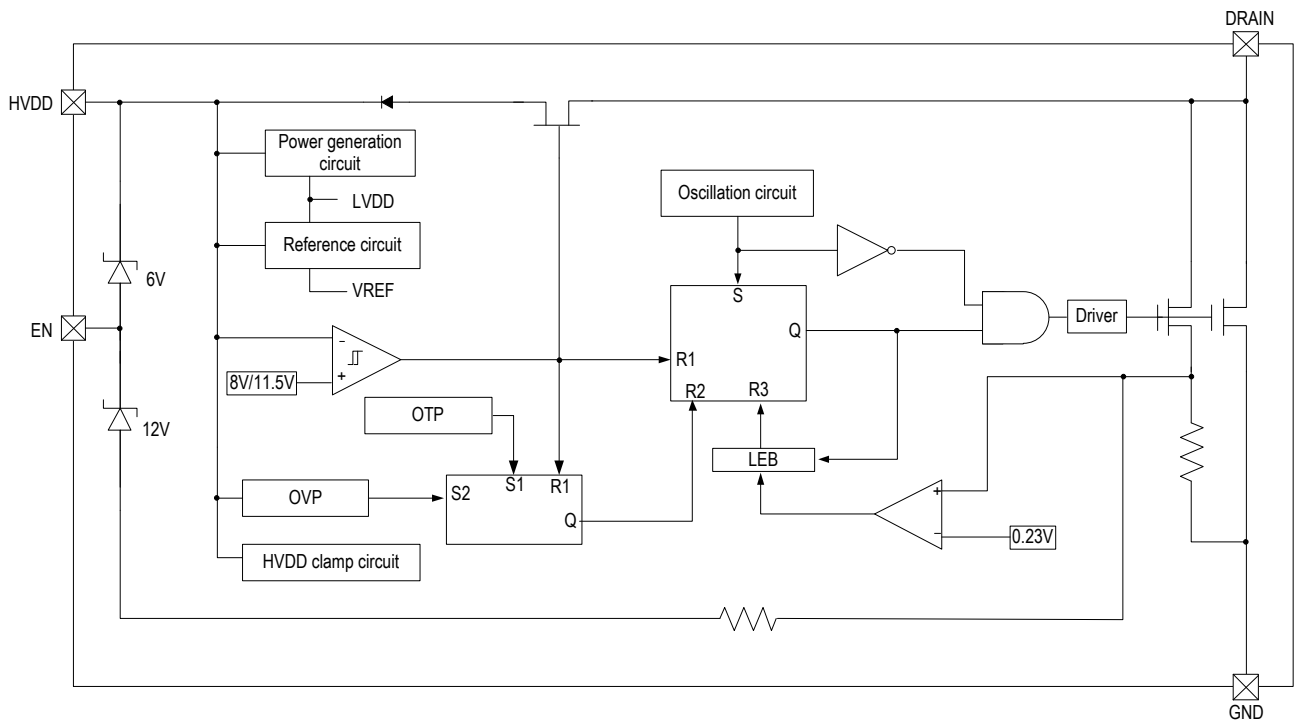 DRAIN
HVDD
Power generation
circuit
LVDD
Oscillation circuit
Reference circuit
6V
VREF
S
EN
Q
Driver
-
+
8V/11.5V
R1
R2
R3
OTP
12V
LEB
S1
R1
S2
OVP
Q
+
-
0.23V
HVDD clamp circuit
GND